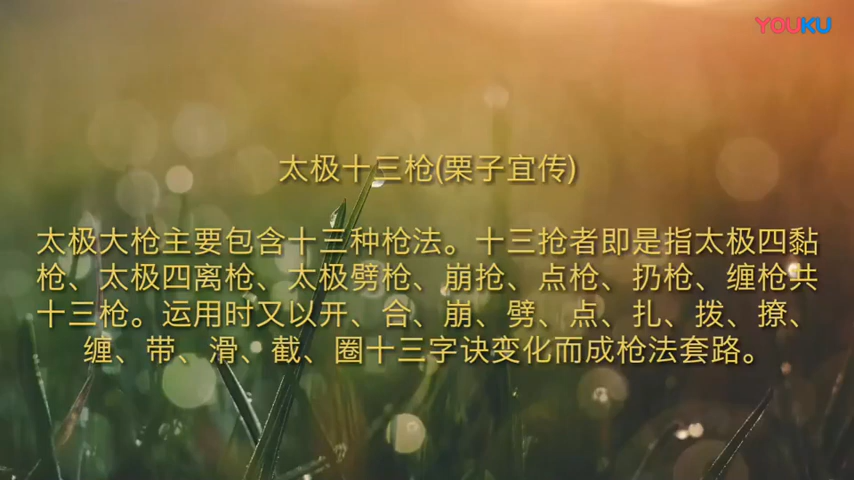 YOUKU
太极十三枪(栗子宜传)
太极大枪主要包含十三种枪法。十三抢者即是指太极四黏
枪、太极四离枪、太极劈枪、崩抢、点枪、扔枪、缠枪共
十三枪。运用时又以开、合、崩、劈、点、扎、拨、撩、
缠、带、滑、截、圈十三字诀变化而成枪法套路。